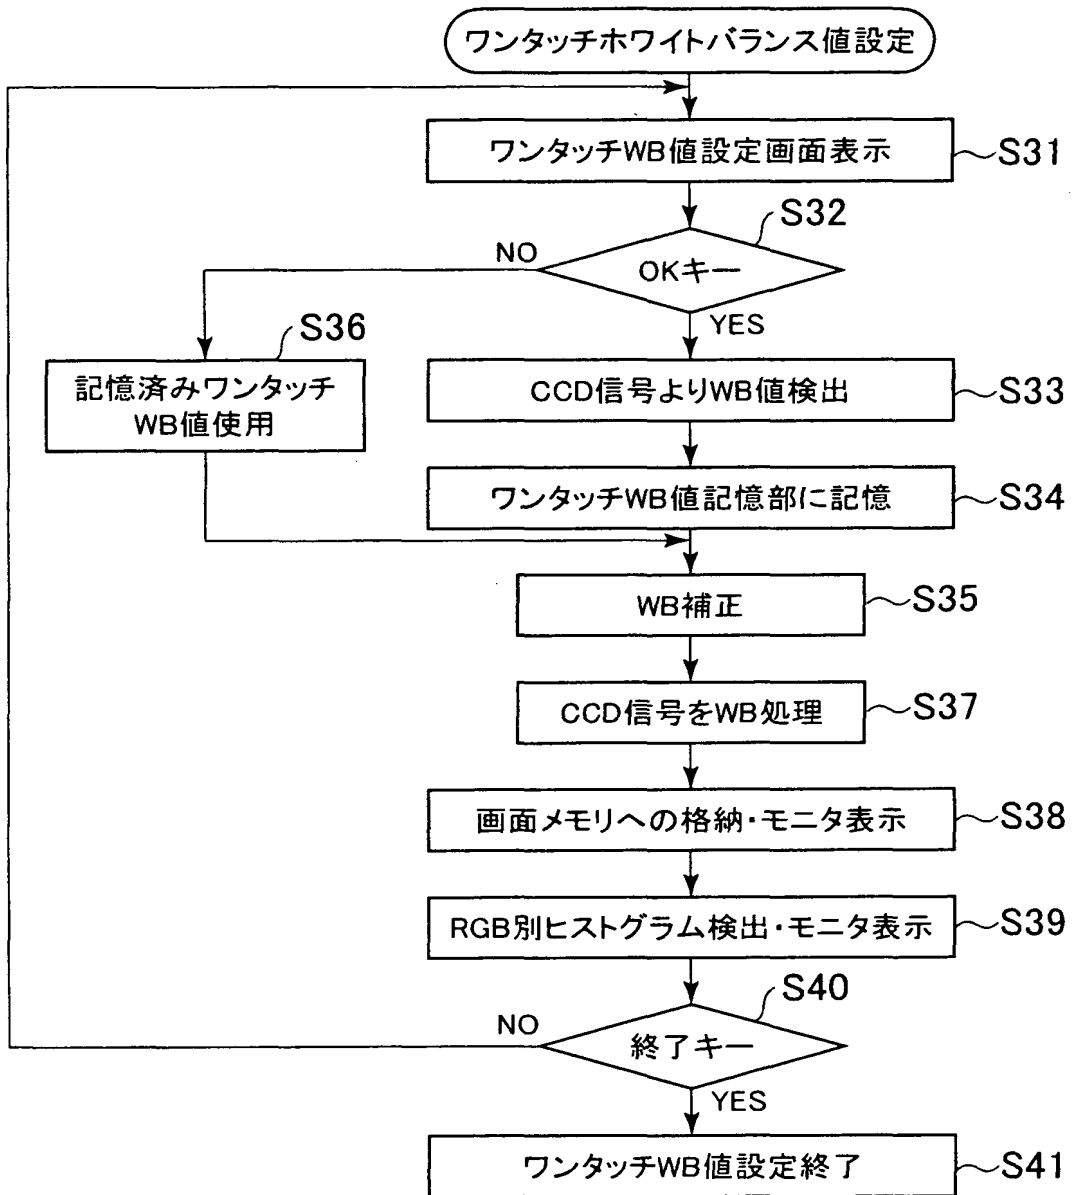 ワンタッチホワイトバランス値設定
ワンタッチWB値設定画面表示
S31
S32
OKキー
NO
YES
S36
記憶済みワンタッチ
WB値使用
CCD信号よりWB値検出
S33
ワンタッチWB値記憶部に記憶
S34
WB補正
S35
CCD信号をWB処理
S37
画面メモリへの格納・モニタ表示
S38
RGB別ヒストグラム検出・モニタ表示
S39
S40
終了キー
NO
YES
ワンタッチWB値設定終了
S41